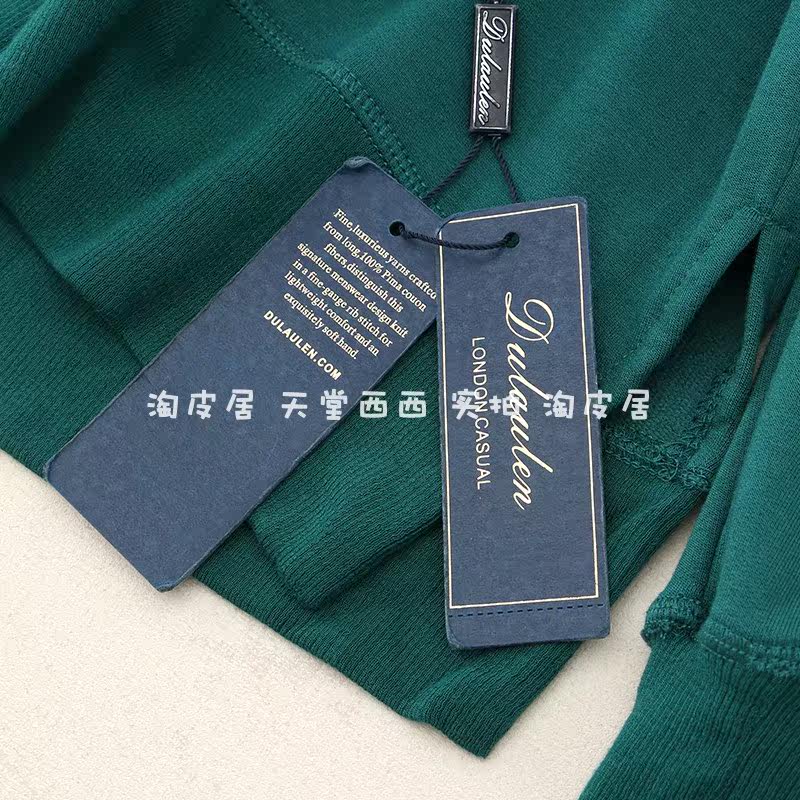 Dulaulen
Fine,luxurieus yarns crafted
from long,100% Pima couon
fibers,distinguish this
signature menswear design knit
in a fine-gauge rib stitch for
lightweight comfort and an
exquisitely soft hand.
DULAULEN.COM
Dulaulen
LONDON CASUAL
淘皮居 天堂西西 实拍 淘皮居